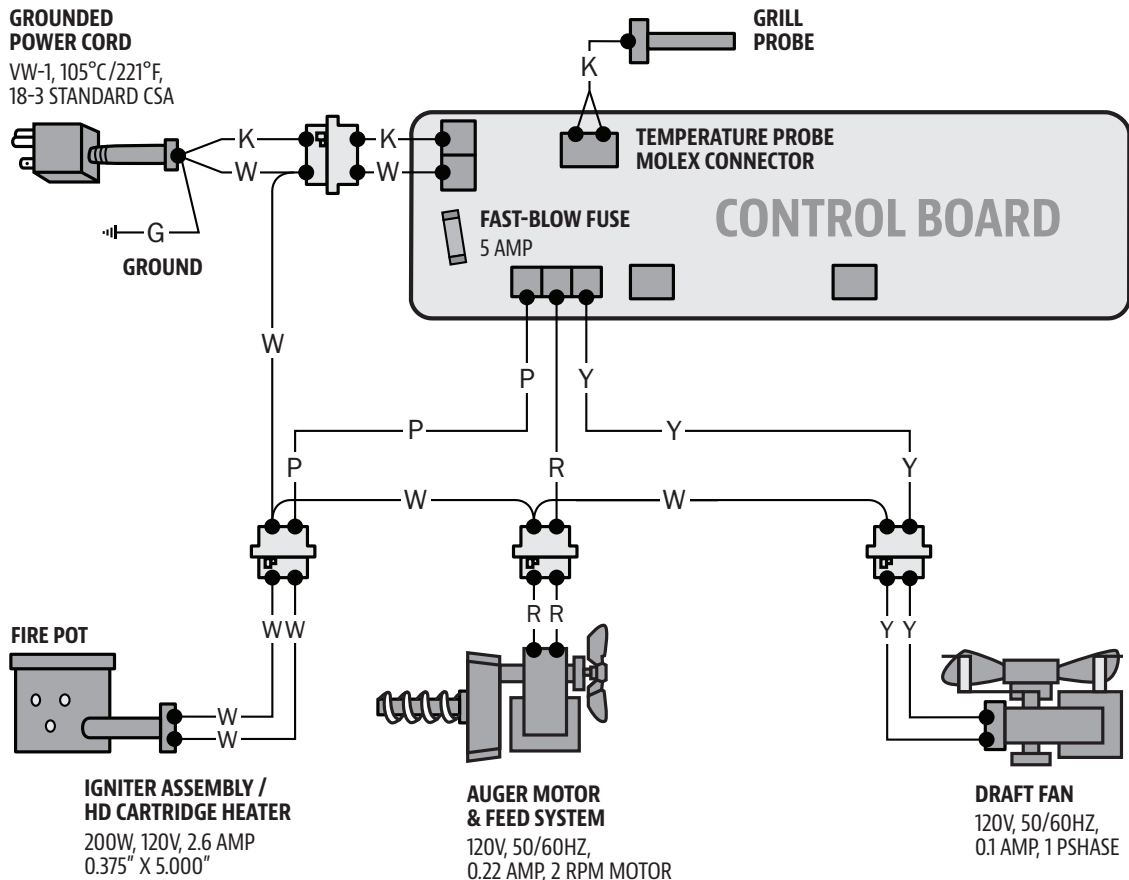 GROUNDED
POWER CORD
VW-1, 105°C/221°F,
18-3 STANDARD CSA
GRILL
PROBE
K
K
K
W
W
TEMPERATURE PROBE
MOLEX CONNECTOR
CONTROL BOARD
FAST-BLOW FUSE
5 AMP
G
GROUND
W
P
Y
P
Y
P
R
Y
W
W
R R
W W
Y Y
FIRE POT
W
W
IGNITER ASSEMBLY /
HD CARTRIDGE HEATER
200W, 120V, 2.6 AMP
0.375" X 5.000"
AUGER MOTOR
& FEED SYSTEM
120V, 50/60HZ,
0.22 AMP, 2 RPM MOTOR
DRAFT FAN
120V, 50/60HZ,
0.1 AMP, 1 PSHASE